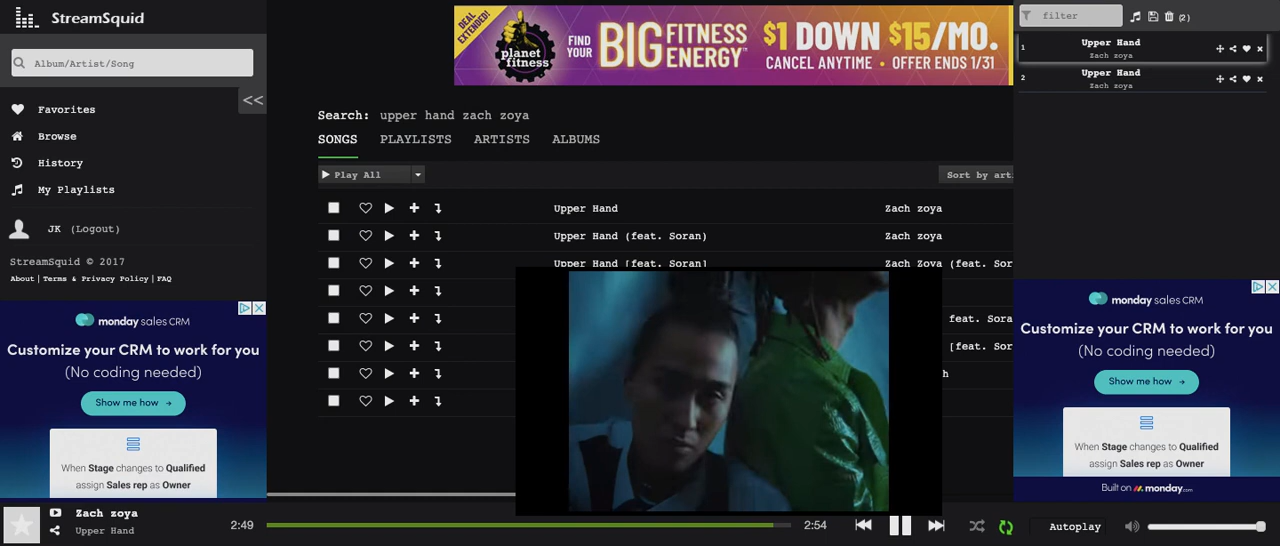 StreamSquid
Album/Artist/Song
<<
Favorites
Browse
History
My Playlists
JK (Logout)
StreamSquid © 2017
About | Terms & Privacy Policy | FAQ
monday sales CRM
Customize your CRM to work for you
(No coding needed)
Show me how →
When Stage changes to Qualified
assign Sales rep as Owner
DEAL EXTENDED!
planet fitness
FIND YOUR BIG FITNESS ENERGY™
$1 DOWN $15/MO.
CANCEL ANYTIME • OFFER ENDS 1/31
Search: upper hand zach zoya
SONGS PLAYLISTS ARTISTS ALBUMS
Play All
Sort by arti
Upper Hand Zach zoya
Upper Hand (feat. Soran) Zach zoya
Upper Hand [feat. Soran] Zach Zoya (feat. Sor
feat. Sora
[feat. Sor
h
filter
(2)
1 Upper Hand
Zach zoya
2 Upper Hand
Zach zoya
monday sales CRM
Customize your CRM to work for you
(No coding needed)
Show me how →
When Stage changes to Qualified
assign Sales rep as Owner
Built on monday.com
Zach zoya
Upper Hand
2:49
2:54
Autoplay